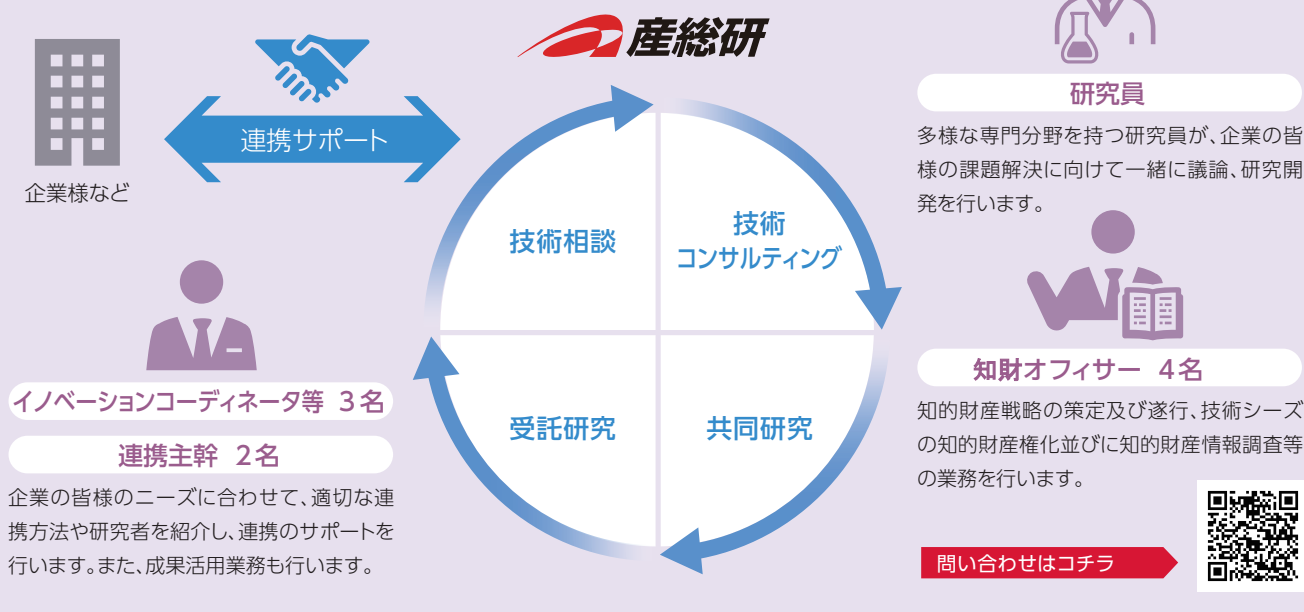 産総研
連携サポート
企業様など
技術相談
技術
コンサルティング
受託研究
共同研究
イノベーションコーディネータ等 3名
連携主幹 2名
企業の皆様のニーズに合わせて、適切な連
携方法や研究者を紹介し、連携のサポートを
行います。また、成果活用業務も行います。
研究員
多様な専門分野を持つ研究員が、企業の皆
様の課題解決に向けて一緒に議論、研究開
発を行います。
知財オフィサー 4名
知的財産戦略の策定及び遂行、技術シーズ
の知的財産権化並びに知的財産情報調査等
の業務を行います。
問い合わせはコチラ